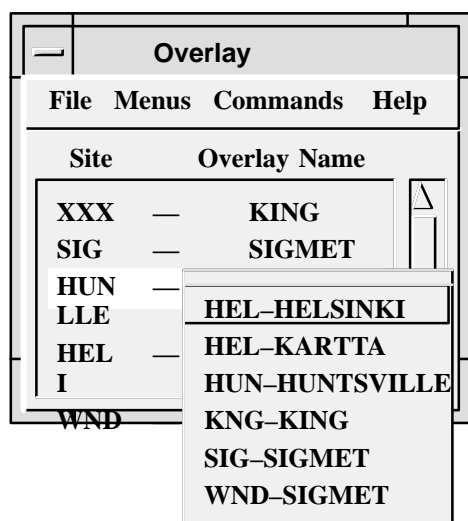 Overlay
File Menus Commands Help
Site Overlay Name
XXX — KING
SIG — SIGMET
HUN —
LLE
HEL —
I
WND
HEL–HELSINKI
HEL–KARTTA
HUN–HUNTSVILLE
KNG–KING
SIG–SIGMET
WND–SIGMET